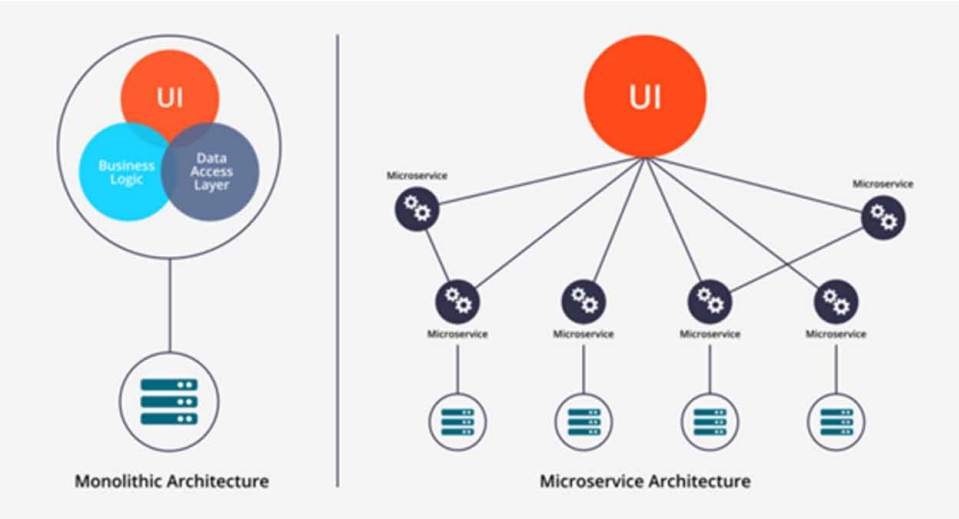 UI
Business
Logic
Data
Access
Layer
Monolithic Architecture
UI
Microservice
Microservice
Microservice
Microservice
Microservice
Microservice
Microservice Architecture